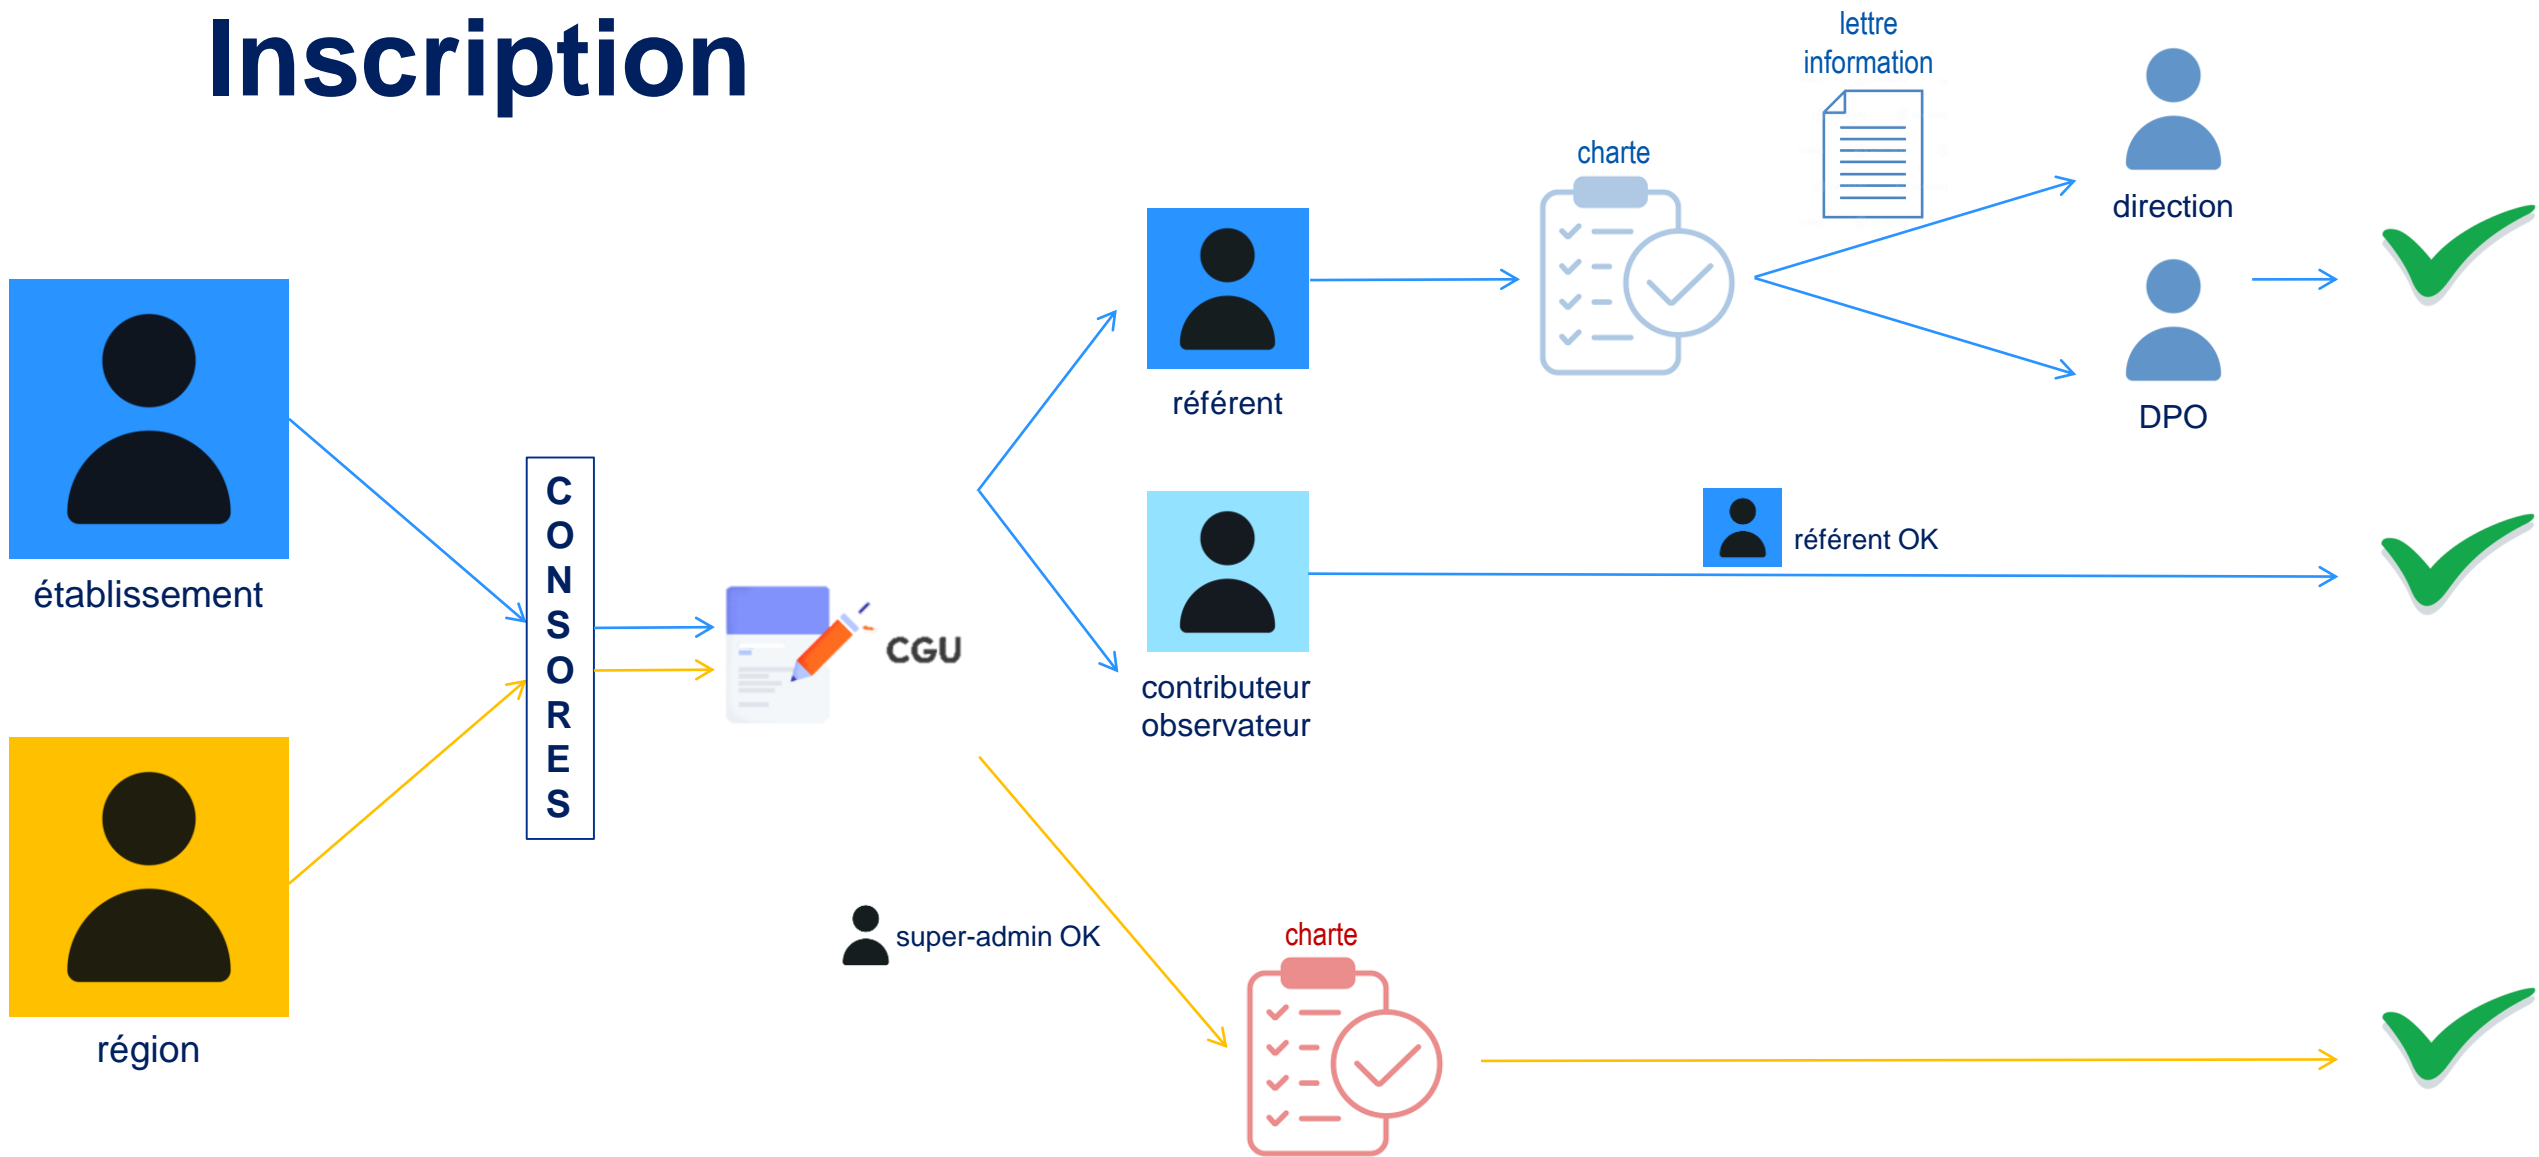 Inscription
lettre
information
charte
direction
référent
DPO
établissement
C
O
N
S
O
R
E
S
CGU
référent OK
contributeur
observateur
région
super-admin OK
charte